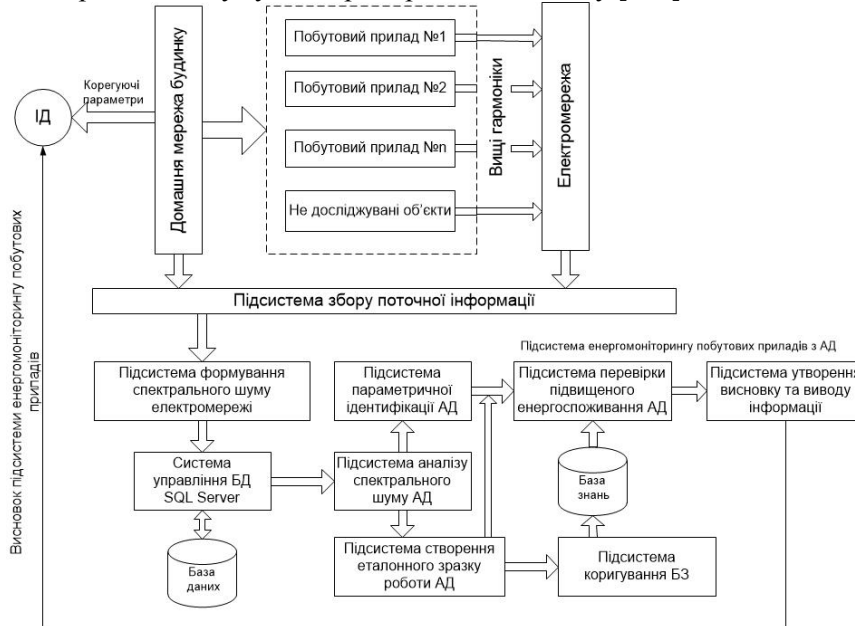 Побутовий прилад №1
Побутовий прилад №2
Побутовий прилад №n
Не досліджувані об'єкти
Корегуючі
параметри
ІД
Домашня мережа будинку
Вищі гармоніки
Електромережа
Підсистема збору поточної інформації
Висновок підсистеми енергомоніторингу побутових
приладів
Підсистема енергомоніторингу побутових приладів з АД
Підсистема формування
спектрального шуму
електромережі
Підсистема
параметричної
ідентифікації АД
Підсистема перевірки
підвищеного
енергоспоживання АД
Підсистема утворення
висновку та виводу
інформації
Система
управління БД
SQL Server
Підсистема аналізу
спектрального
шуму АД
База
знань
База
даних
Підсистема створення
еталонного зразку
роботи АД
Підсистема
коригування БЗ